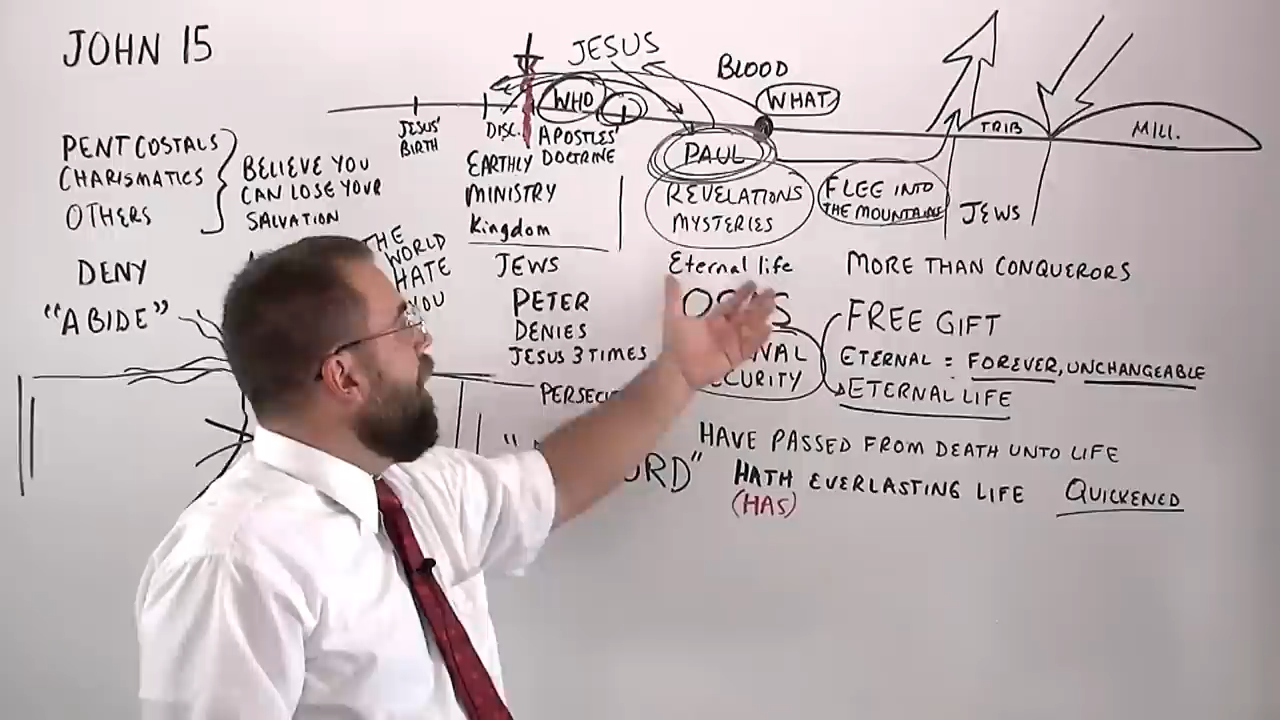 JOHN 15
JESUS
BLOOD
WHO
WHAT
JESUS'
BIRTH
DISC.
APOSTLES'
DOCTRINE
PAUL
TRIB
MILL.
PENTCOSTALS
CHARISMATICS
OTHERS
BELIEVE YOU
CAN LOSE YOUR
SALVATION
EARTHLY
MINISTRY
Kingdom
REVELATIONS
MYSTERIES
FLEE INTO
THE MOUNTAINS
JEWS
DENY
"ABIDE"
THE
WORLD
HATE
YOU
JEWS
PETER
DENIES
JESUS 3 TIMES
Eternal life
MORE THAN CONQUERORS
FREE GIFT
ETERNAL = FOREVER, UNCHANGEABLE
ETERNAL LIFE
HAVE PASSED FROM DEATH UNTO LIFE
HATH EVERLASTING LIFE
(HAS)
QUICKENED